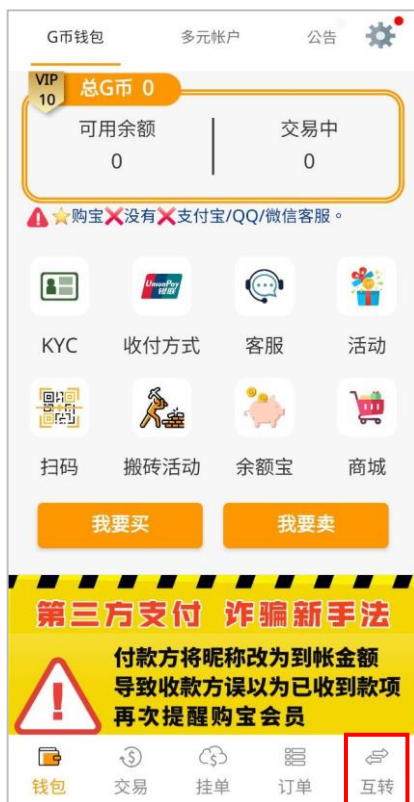 G币钱包 多元帐户 公告
VIP
10
总G币 0
可用余额 交易中
0 0
⭐购宝❌没有❌支付宝/QQ/微信客服。
UnionPay
银联
KYC 收付方式 客服 活动
扫码 搬砖活动 余额宝 商城
我要买 我要卖
第三方支付 诈骗新手法
付款方将昵称改为到帐金额
导致收款方误以为已收到款项
再次提醒购宝会员
钱包 交易 挂单 订单 互转